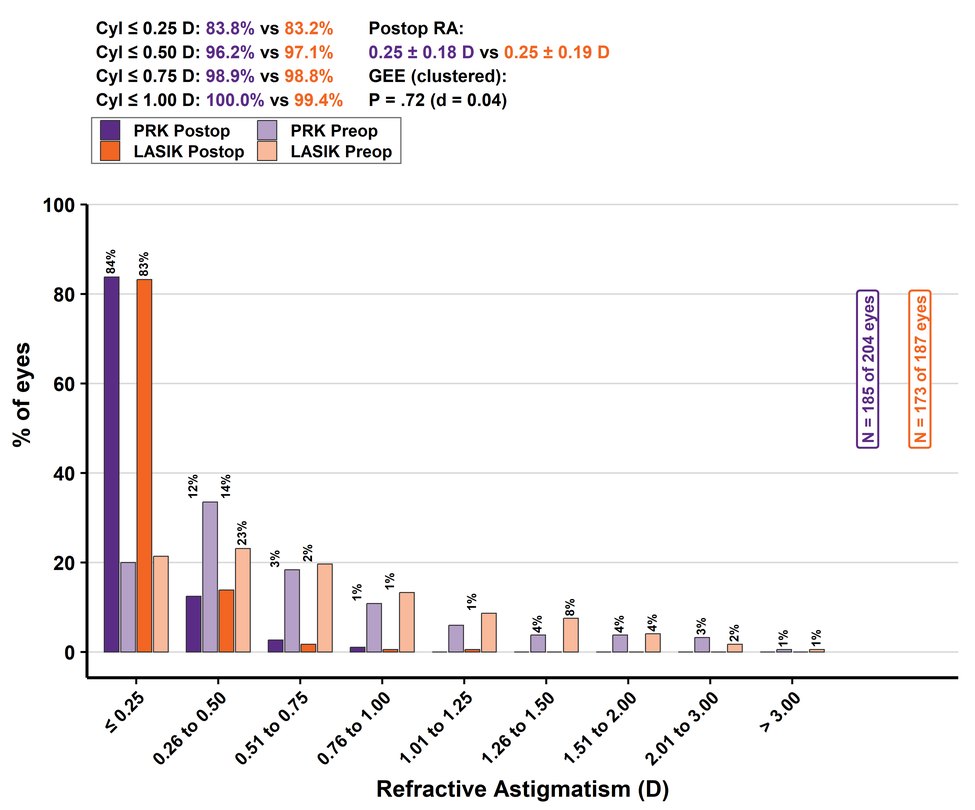 Cyl ≤ 0.25 D: 83.8% vs 83.2%
Cyl ≤ 0.50 D: 96.2% vs 97.1%
Cyl ≤ 0.75 D: 98.9% vs 98.8%
Cyl ≤ 1.00 D: 100.0% vs 99.4%
Postop RA:
0.25 ± 0.18 D vs 0.25 ± 0.19 D
GEE (clustered):
P = .72 (d = 0.04)
PRK Postop
PRK Preop
LASIK Postop
LASIK Preop
% of eyes
100
80
60
40
20
0
84%
83%
12%
14%
23%
3%
2%
1%
1%
1%
4%
8%
4%
4%
3%
2%
1%
1%
N = 185 of 204 eyes
N = 173 of 187 eyes
≤ 0.25
0.26 to 0.50
0.51 to 0.75
0.76 to 1.00
1.01 to 1.25
1.26 to 1.50
1.51 to 2.00
2.01 to 3.00
> 3.00
Refractive Astigmatism (D)